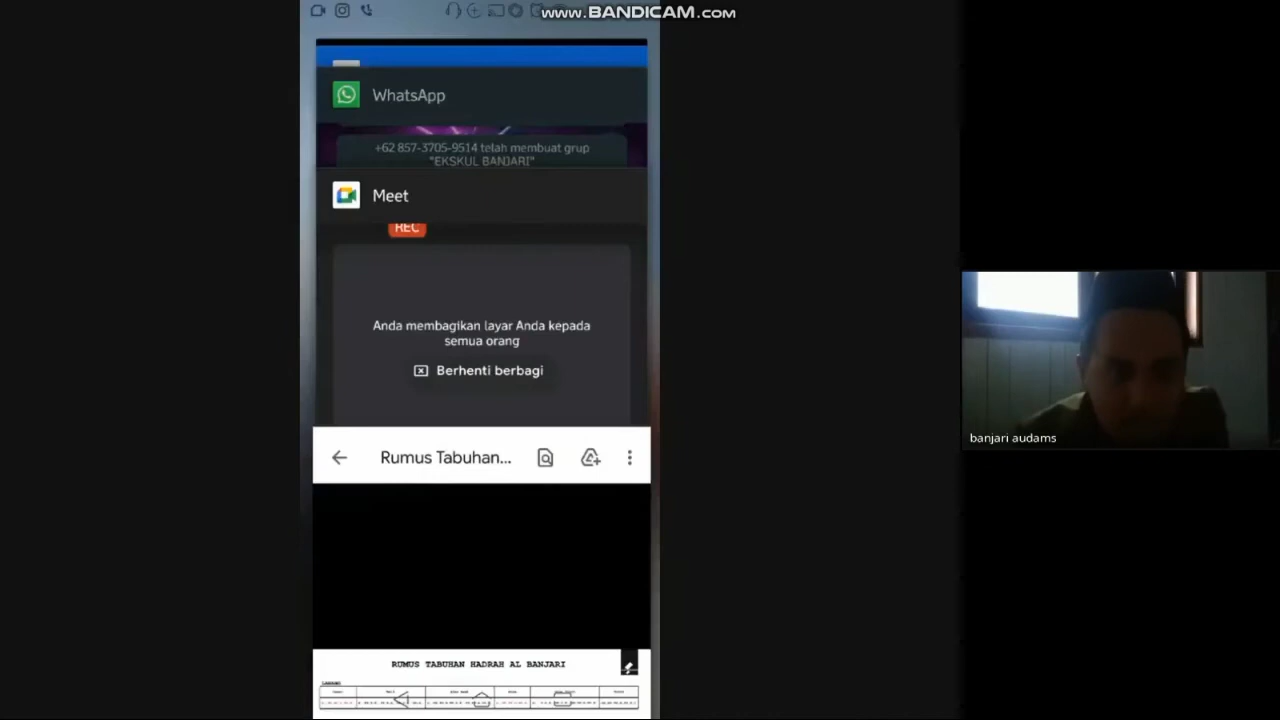 www.BANDICAM.com
WhatsApp
+62 857-3705-9514 telah membuat grup
"EKSKUL BANJARI"
Meet
REC
Anda membagikan layar Anda kepada
semua orang
Berhenti berbagi
banjari audams
Rumus Tabuhan...
RUMUS TABUHAN HADRAH AL BANJARI